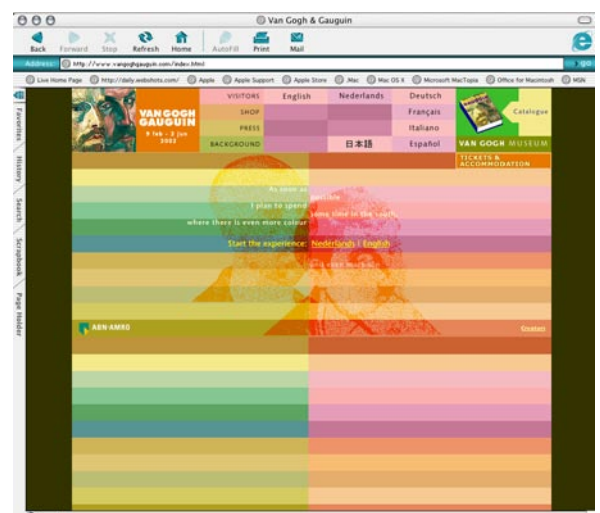 Van Gogh & Gauguin
Back Forward Stop Refresh Home AutoFill Print Mail
Address: http://www.vangoghgauguin.com/index.html go
Live Home Page http://daily.webshots.com/ Apple Apple Support Apple Store .Mac Mac OS X Microsoft MacTopia Office for Macintosh MSN
Favorites
History
Search
Scrapbook
Page Holder
VAN GOGH
GAUGUIN
9 feb - 2 jun
2002
VISITORS English Nederlands Deutsch
SHOP Français
PRESS Italiano
BACKGROUND 日本語 Español
Catalogue
VAN GOGH MUSEUM
TICKETS &
ACCOMMODATION
As soon as
possible
I plan to spend
some time in the south,
where there is even more colour
Start the experience: Nederlands | English
and even more sun
ABN·AMRO